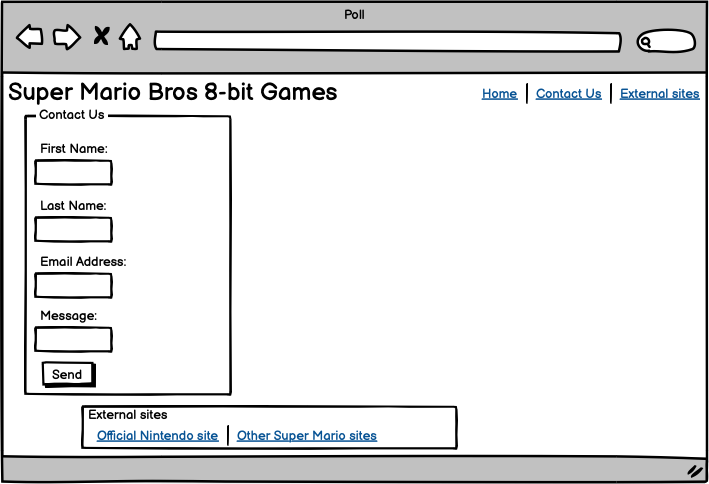 Poll
Super Mario Bros 8-bit Games
Home Contact Us External sites
Contact Us
First Name:
Last Name:
Email Address:
Message:
Send
External sites
Official Nintendo site Other Super Mario sites